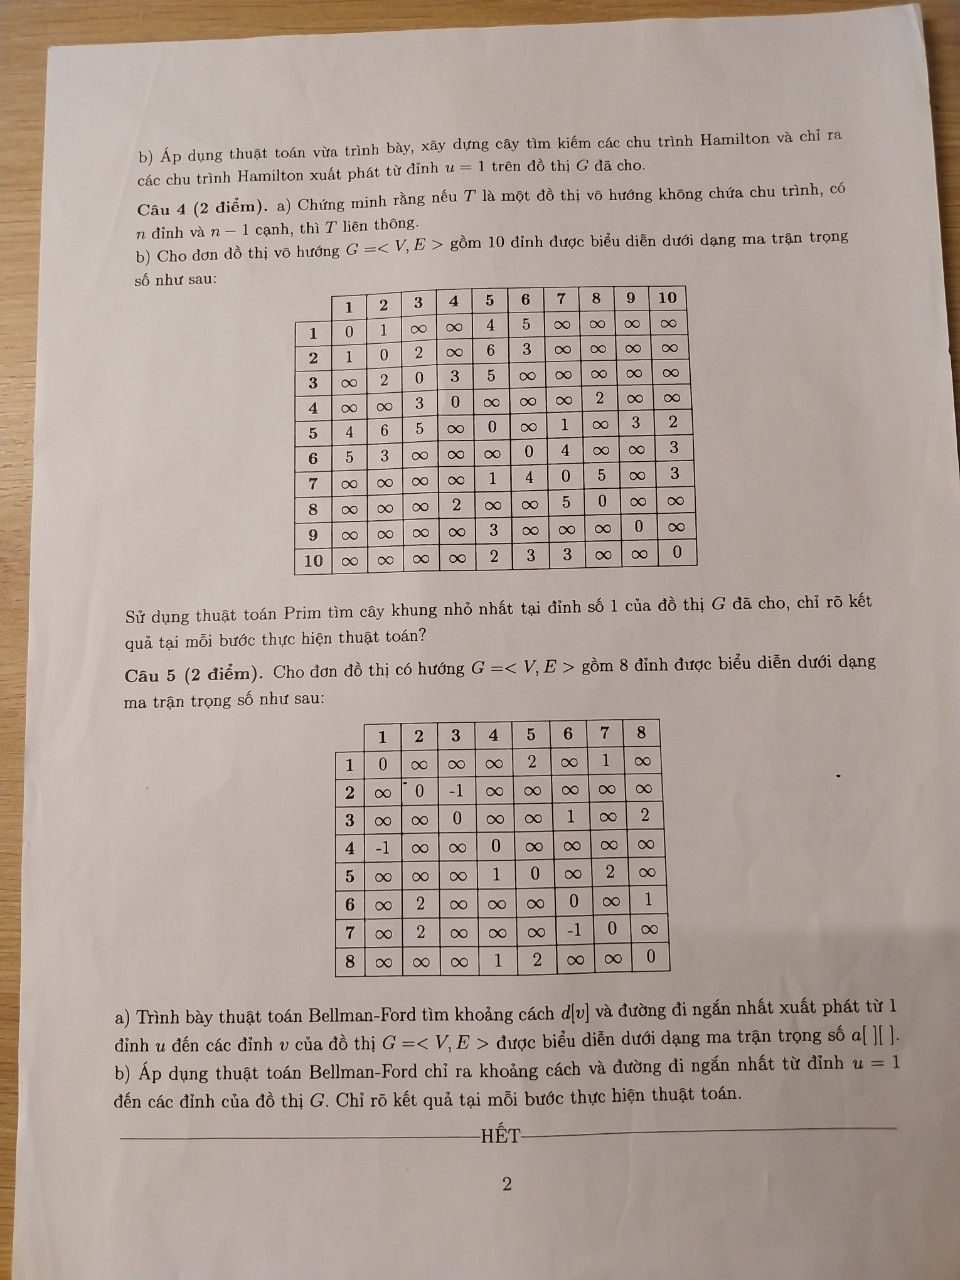 b) Áp dụng thuật toán vừa trình bày, xây dựng cây tìm kiếm các chu trình Hamilton và chỉ ra
các chu trình Hamilton xuất phát từ đỉnh u = 1 trên đồ thị G đã cho.
Câu 4 (2 điểm). a) Chứng minh rằng nếu T là một đồ thị vô hướng không chứa chu trình, có
n đỉnh và n − 1 cạnh, thì T liên thông.
b) Cho đơn đồ thị vô hướng G =< V, E > gồm 10 đỉnh được biểu diễn dưới dạng ma trận trọng
số như sau:
1 2 3 4 5 6 7 8 9 10
1 0 1 ∞ ∞ 4 5 ∞ ∞ ∞ ∞
2 1 0 2 ∞ 6 3 ∞ ∞ ∞ ∞
3 ∞ 2 0 3 5 ∞ ∞ ∞ ∞ ∞
4 ∞ ∞ 3 0 ∞ ∞ ∞ 2 ∞ ∞
5 4 6 5 ∞ 0 ∞ 1 ∞ 3 2
6 5 3 ∞ ∞ ∞ 0 4 ∞ ∞ 3
7 ∞ ∞ ∞ ∞ 1 4 0 5 ∞ 3
8 ∞ ∞ ∞ 2 ∞ ∞ 5 0 ∞ ∞
9 ∞ ∞ ∞ ∞ 3 ∞ ∞ ∞ 0 ∞
10 ∞ ∞ ∞ ∞ 2 3 3 ∞ ∞ 0
Sử dụng thuật toán Prim tìm cây khung nhỏ nhất tại đỉnh số 1 của đồ thị G đã cho, chỉ rõ kết
quả tại mỗi bước thực hiện thuật toán?
Câu 5 (2 điểm). Cho đơn đồ thị có hướng G =< V, E > gồm 8 đỉnh được biểu diễn dưới dạng
ma trận trọng số như sau:
1 2 3 4 5 6 7 8
1 0 ∞ ∞ ∞ 2 ∞ 1 ∞
2 ∞ 0 -1 ∞ ∞ ∞ ∞ ∞
3 ∞ ∞ 0 ∞ ∞ 1 ∞ 2
4 -1 ∞ ∞ 0 ∞ ∞ ∞ ∞
5 ∞ ∞ ∞ 1 0 ∞ 2 ∞
6 ∞ 2 ∞ ∞ ∞ 0 ∞ 1
7 ∞ 2 ∞ ∞ ∞ -1 0 ∞
8 ∞ ∞ ∞ 1 2 ∞ ∞ 0
a) Trình bày thuật toán Bellman-Ford tìm khoảng cách d[v] và đường đi ngắn nhất xuất phát từ 1
đỉnh u đến các đỉnh v của đồ thị G =< V, E > được biểu diễn dưới dạng ma trận trọng số a[ ][ ].
b) Áp dụng thuật toán Bellman-Ford chỉ ra khoảng cách và đường đi ngắn nhất từ đỉnh u = 1
đến các đỉnh của đồ thị G. Chỉ rõ kết quả tại mỗi bước thực hiện thuật toán.
HẾT
2